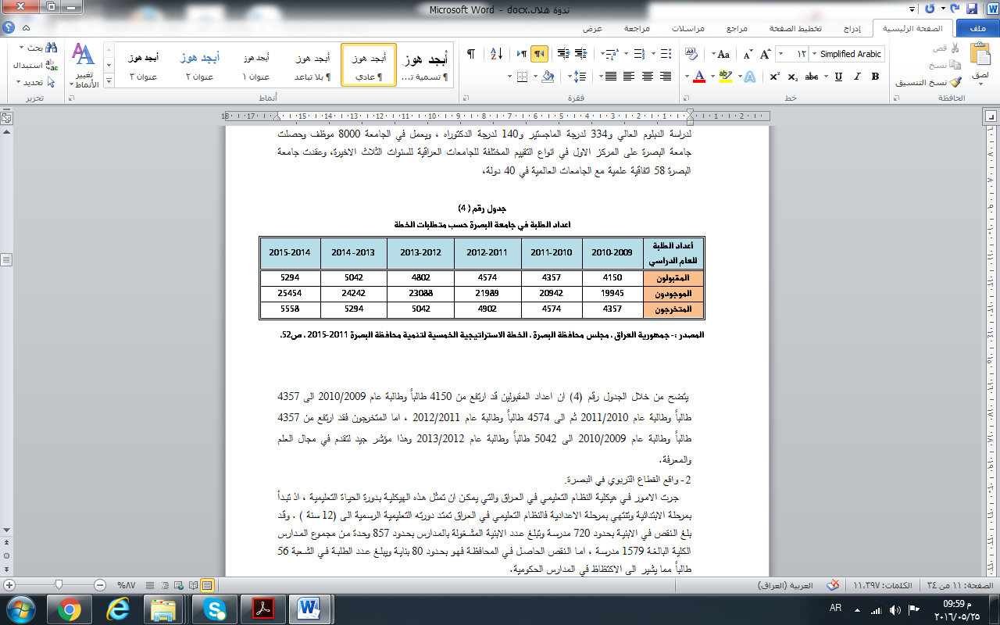 ندوة هلال.docx - Microsoft Word
ملف الصفحة الرئيسية إدراج تخطيط الصفحة مراجع مراسلات مراجعة عرض
لصق
قص
نسخ
نسخ التنسيق
الحافظة
Simplified Arabic ١٢
خط
فقرة
أبجد هوز أبجد هوز أبجد هوز أبجد هوز أبجد هوز أبجد هوز
¶ تسمية ت... ¶ عادي ¶ بلا تباعد عنوان ١ عنوان ٢ عنوان ٣
أنماط
تغيير الأنماط
بحث
استبدال
تحديد
تحرير
لدراسة الدبلوم العالي و334 لدرجة الماجستير و140 لدرجة الدكتوراه ، ويعمل في الجامعة 8000 موظف وحصلت
جامعة البصرة على المركز الاول في انواع التقييم المختلفة للجامعات العراقية للسنوات الثلاث الاخيرة، وعقدت جامعة
البصرة 58 اتفاقية علمية مع الجامعات العالمية في 40 دولة،
جدول رقم ( 4)
اعداد الطلبة في جامعة البصرة حسب متطلبات الخطة
أعداد الطلبة للعام الدراسي 2009-2010 2010-2011 2011-2012 2012-2013 2013-2014 2014-2015
المقبولون 4150 4357 4574 4802 5042 5294
الموجودون 19945 20942 21989 23088 24242 25454
المتخرجون 4357 4574 4902 5042 5294 5558
المصدر :- جمهورية العراق ، مجلس محافظة البصرة ، الخطة الاستراتيجية الخمسية لتنمية محافظة البصرة 2011-2015 ، ص52.
يتضح من خلال الجدول رقم (4) ان اعداد المقبولين قد ارتفع من 4150 طالباً وطالبة عام 2010/2009 الى 4357
طالباً وطالبة عام 2011/2010 ثم الى 4574 طالباً وطالبة عام 2012/2011 ، اما المتخرجون فقد ارتفع من 4357
طالباً وطالبة عام 2010/2009 الى 5042 طالباً وطالبة عام 2013/2012 وهذا مؤشر جيد لتقدم في مجال العلم
والمعرفة.
2- واقع القطاع التربوي في البصرة.
جرت الامور في هيكلية النظام التعليمي في العراق والتي يمكن ان تمثل هذه الهيكلية بدورة الحياة التعليمية ، اذ تبدأ
بمرحلة الابتدائية وتنتهي بمرحلة الاعدادية فالنظام التعليمي في العراق تمتد دورته التعليمية الرسمية الى (12 سنة ) . وقد
بلغ النقص في الابنية بحدود 720 مدرسة وتبلغ عدد الابنية المشغولة بالمدارس بحدود 857 وحدة من مجموع المدارس
الكلية البالغة 1579 مدرسة ، اما النقص الحاصل في المحافظة فهو بحدود 80 بناية ويبلغ عدد الطلبة في الشعبة 56
طالباً مما يشير الى الاكتظاظ في المدارس الحكومية.
الصفحة: ١١ من ٣٤ الكلمات: ١١،٣٩٧ العربية (العراق) ٨٧%
AR
09:59 م
٢٠١٦/٠٥/٢٥